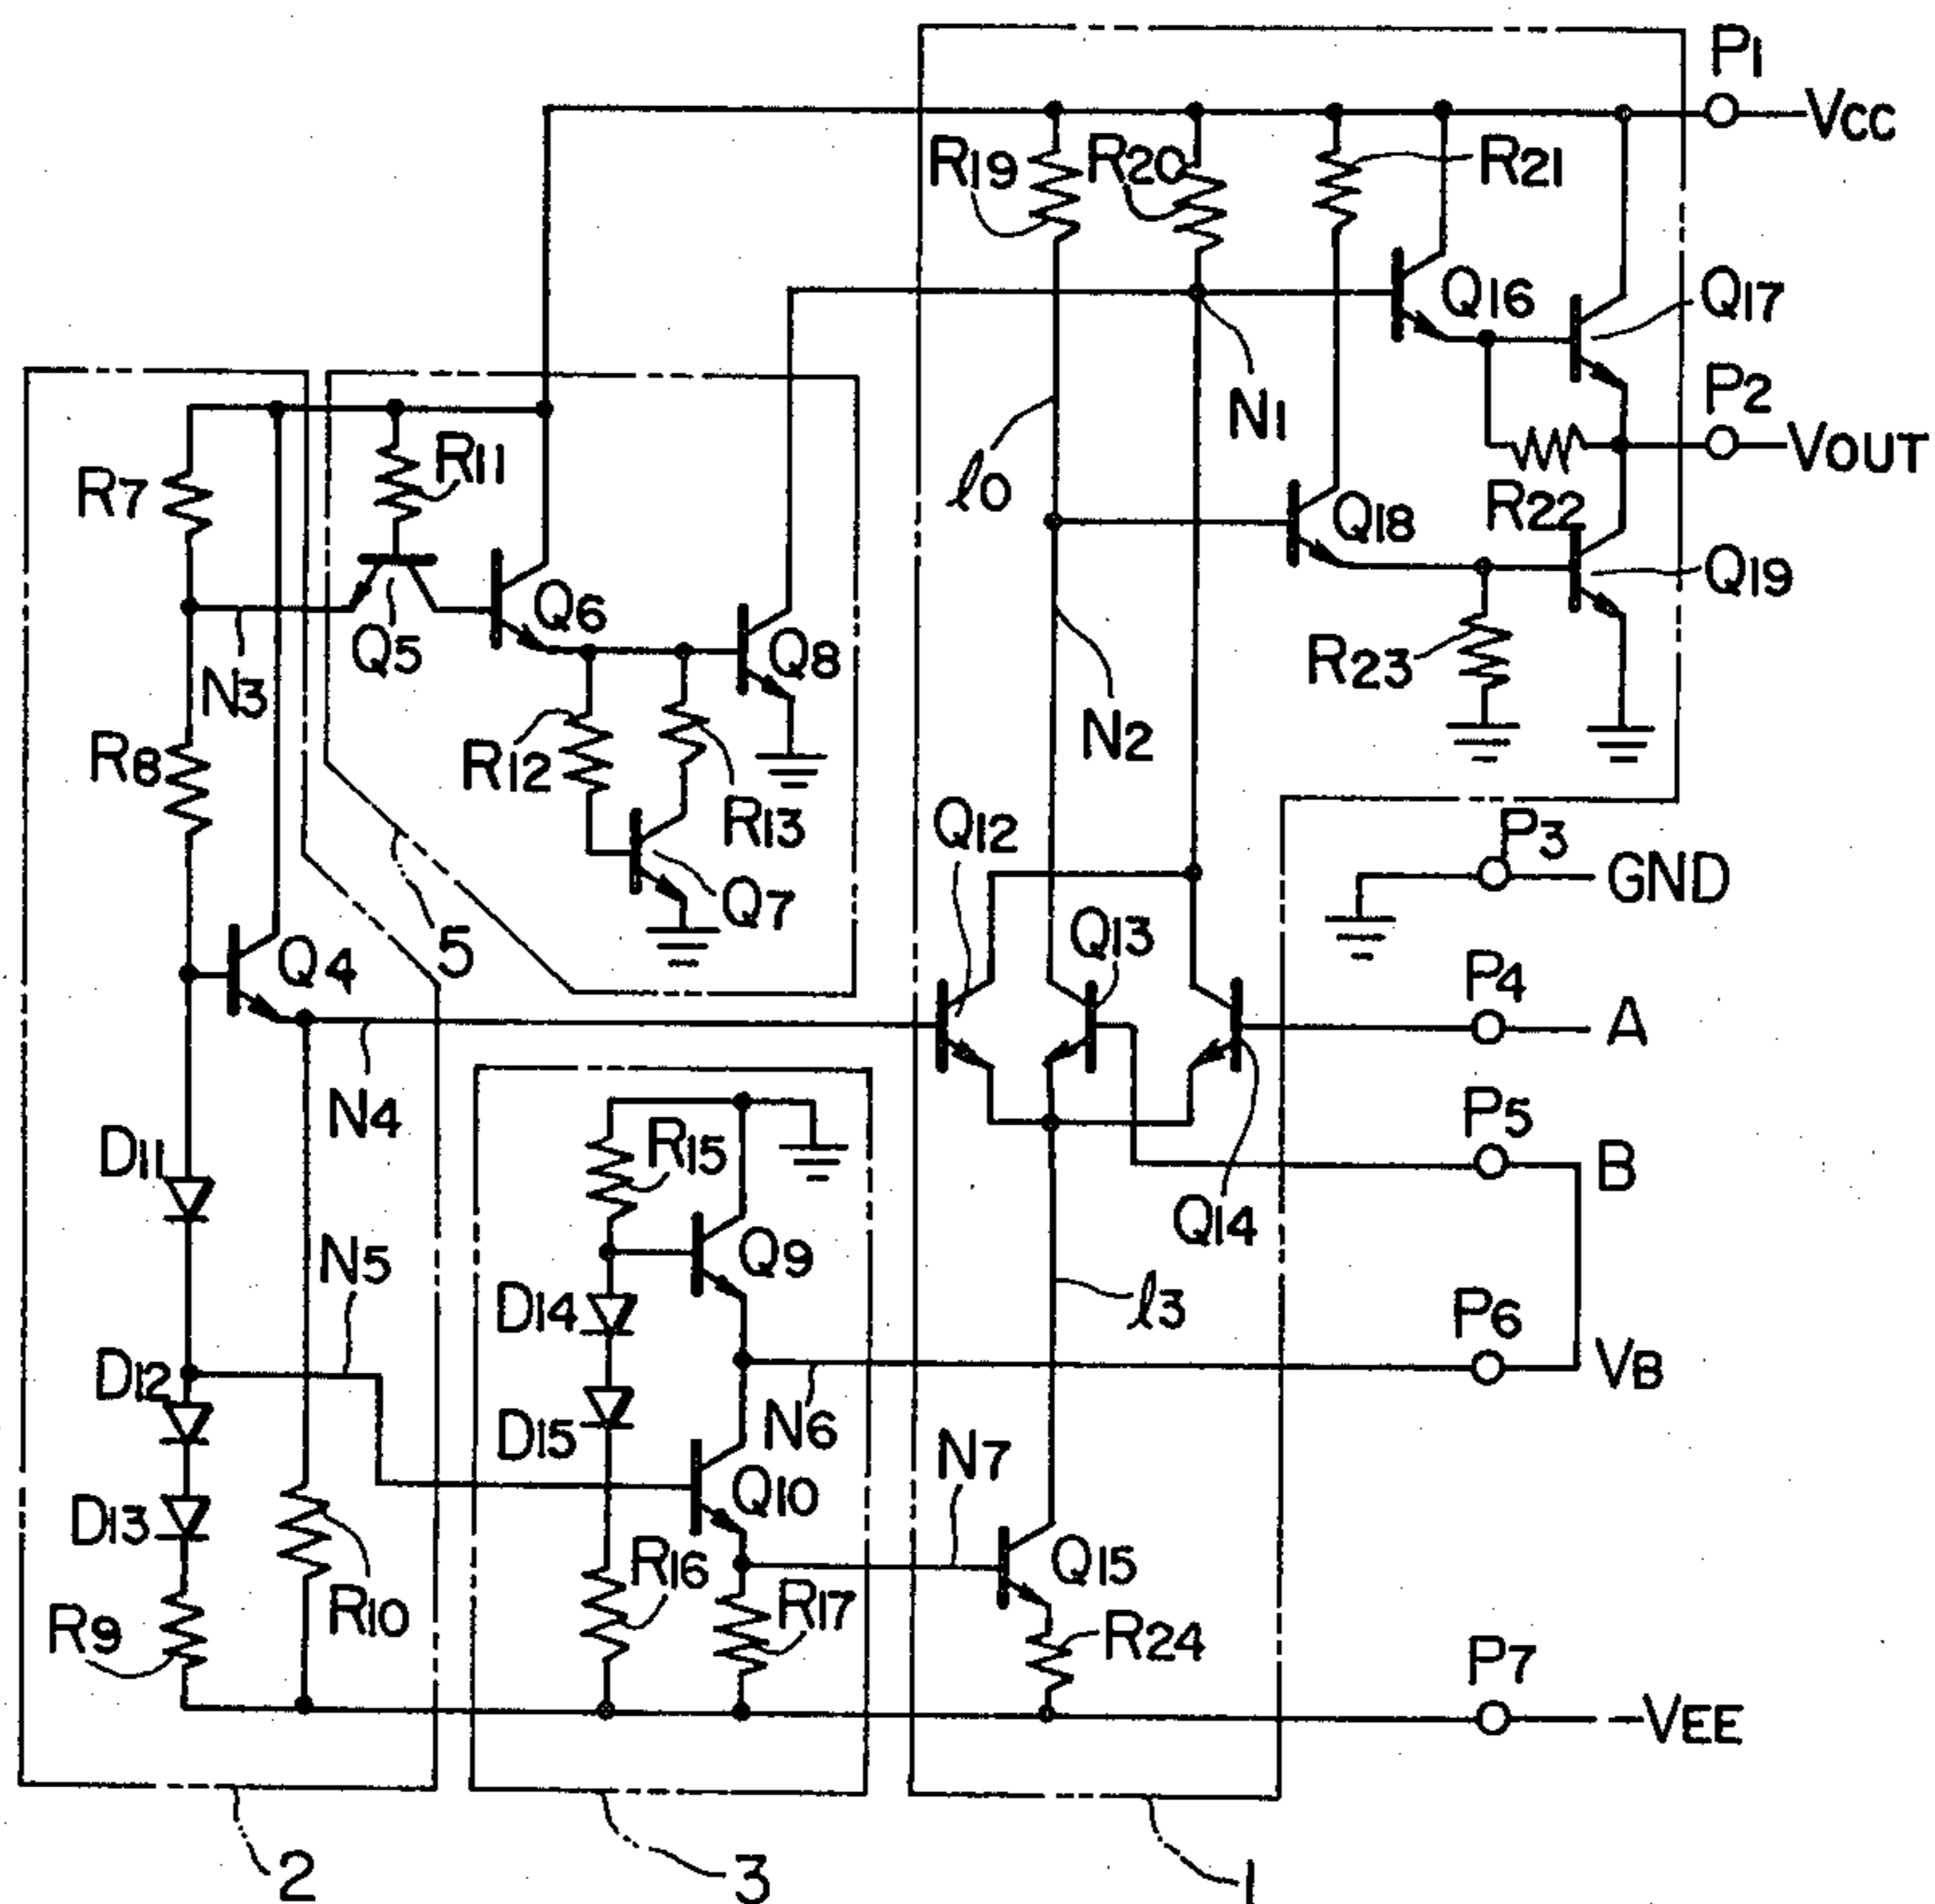 P1
VCC
R19
R20
R21
Q16
Q17
N1
P2
VOUT
R7
R11
l0
Q18
R22
Q19
Q5
Q6
Q8
N3
R23
R8
R12
R13
N2
Q12
P3
GND
Q7
5
Q4
Q13
P4
A
N4
P5
B
D11
R15
Q14
N5
Q9
D14
l3
P6
VB
D12
N6
D15
N7
Q10
D13
R16
Q15
R9
R10
R17
R24
P7
-VEE
2
3
1